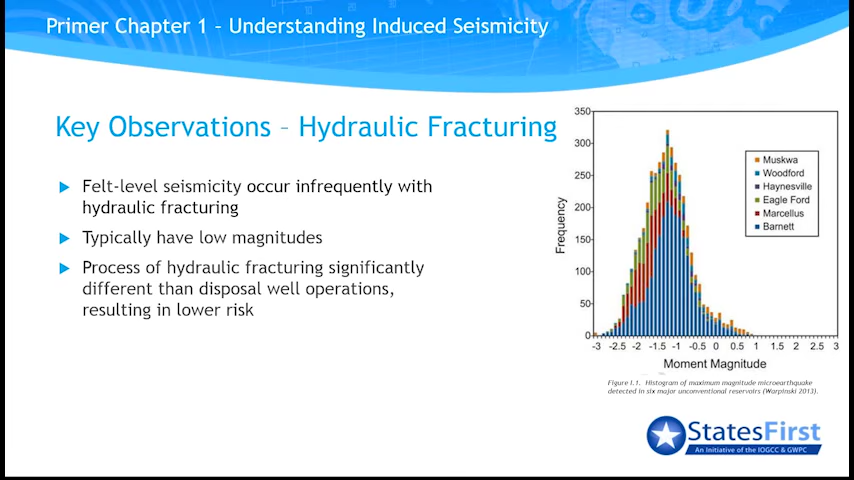 Primer Chapter 1 – Understanding Induced Seismicity
Key Observations – Hydraulic Fracturing
Felt-level seismicity occur infrequently with
hydraulic fracturing
Typically have low magnitudes
Process of hydraulic fracturing significantly
different than disposal well operations,
resulting in lower risk
350
300
250
200
150
100
50
0
Frequency
Muskwa
Woodford
Haynesville
Eagle Ford
Marcellus
Barnett
-3 -2.5 -2 -1.5 -1 -0.5 0 0.5 1 1.5 2 2.5 3
Moment Magnitude
Figure I.1. Histogram of maximum magnitude microearthquake
detected in six major unconventional reservoirs (Warpinski 2013).
StatesFirst
An Initiative of the IOGCC & GWPC